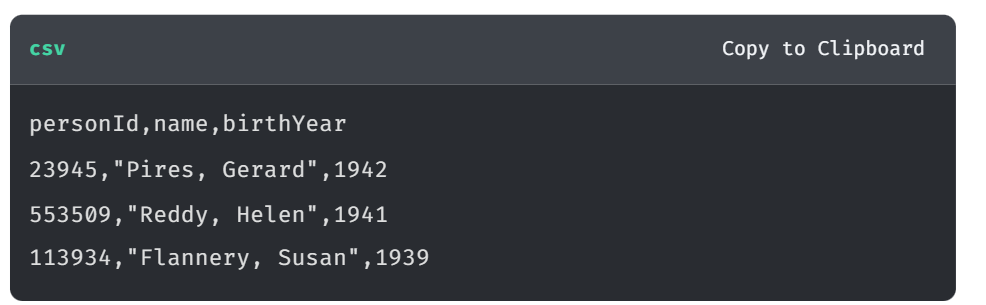 csv
Copy to Clipboard
personId,name,birthYear
23945,"Pires, Gerard",1942
553509,"Reddy, Helen",1941
113934,"Flannery, Susan",1939